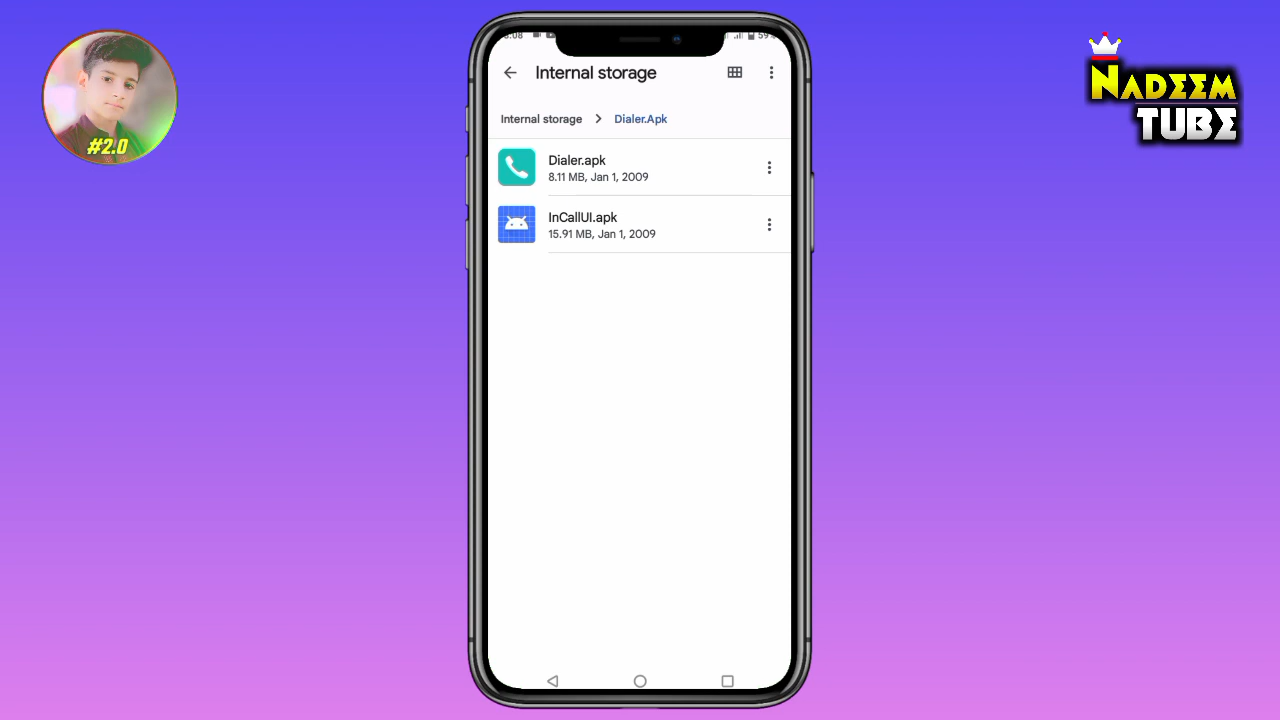 #2.0
NADEEM
TUBE
Internal storage
Internal storage > Dialer.Apk
Dialer.apk
8.11 MB, Jan 1, 2009
InCallUI.apk
15.91 MB, Jan 1, 2009